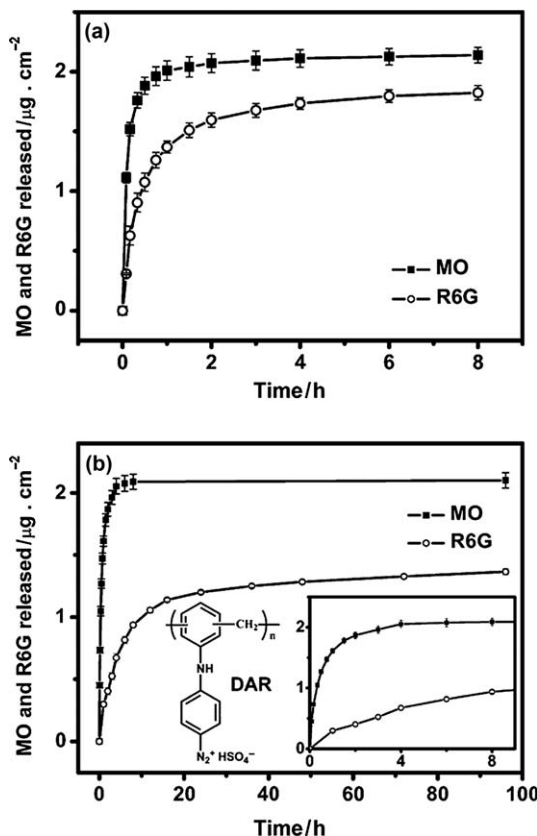 (a)
MO and R6G released/μg . cm⁻²
2
1
0
MO
R6G
0 2 4 6 8
Time/h
(b)
MO and R6G released/μg . cm⁻²
2
1
0
MO
R6G
CH₂
n
NH
DAR
N₂⁺ HSO₄⁻
2
1
0
0 4 8
0 20 40 60 80 100
Time/h